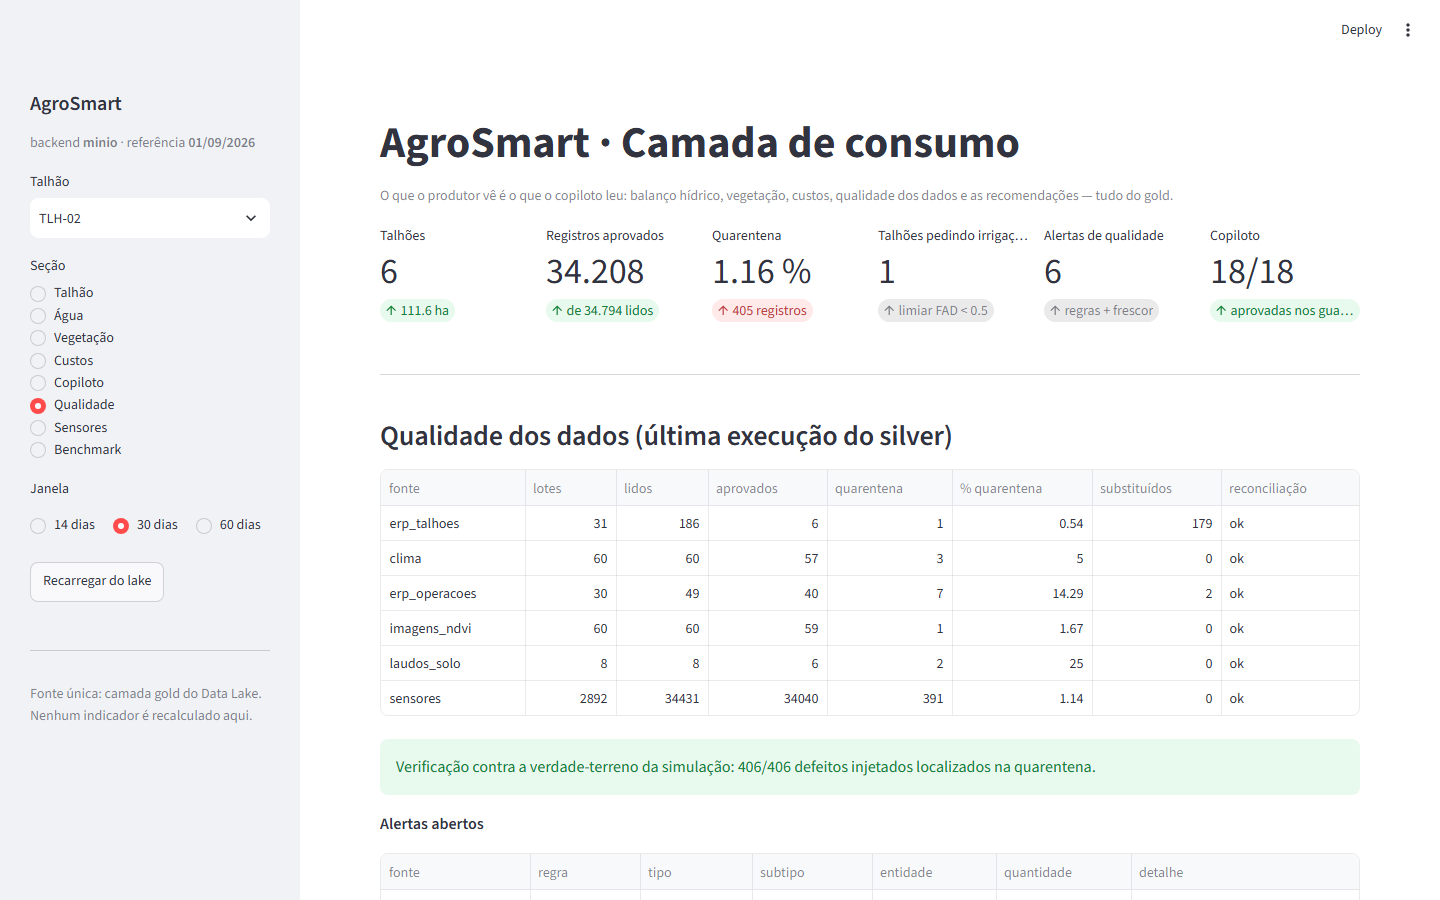 Deploy
AgroSmart
backend minio · referência 01/09/2026
Talhão
TLH-02
Seção
Talhão
Água
Vegetação
Custos
Copiloto
Qualidade
Sensores
Benchmark
Janela
14 dias 30 dias 60 dias
Recarregar do lake
Fonte única: camada gold do Data Lake.
Nenhum indicador é recalculado aqui.
AgroSmart · Camada de consumo
O que o produtor vê é o que o copiloto leu: balanço hídrico, vegetação, custos, qualidade dos dados e as recomendações — tudo do gold.
Talhões Registros aprovados Quarentena Talhões pedindo irrigaç… Alertas de qualidade Copiloto
6 34.208 1.16 % 1 6 18/18
↑ 111.6 ha ↑ de 34.794 lidos ↑ 405 registros ↑ limiar FAD < 0.5 ↑ regras + frescor ↑ aprovadas nos gua…
Qualidade dos dados (última execução do silver)
fonte lotes lidos aprovados quarentena % quarentena substituídos reconciliação
erp_talhoes 31 186 6 1 0.54 179 ok
clima 60 60 57 3 5 0 ok
erp_operacoes 30 49 40 7 14.29 2 ok
imagens_ndvi 60 60 59 1 1.67 0 ok
laudos_solo 8 8 6 2 25 0 ok
sensores 2892 34431 34040 391 1.14 0 ok
Verificação contra a verdade-terreno da simulação: 406/406 defeitos injetados localizados na quarentena.
Alertas abertos
fonte regra tipo subtipo entidade quantidade detalhe